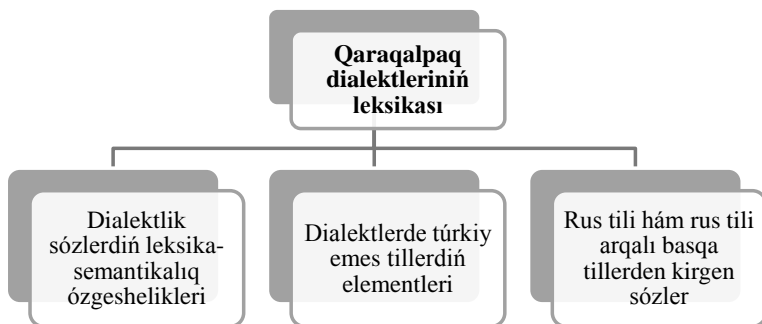 Qaraqalpaq
dialektleriniń
leksikası
Dialektlik
sózlerdiń leksika-
semantikalıq
ózgeshelikleri
Dialektlerde túrkiy
emes tillerdiń
elementleri
Rus tili hám rus tili
arqalı basqa
tillerden kirgen
sózler